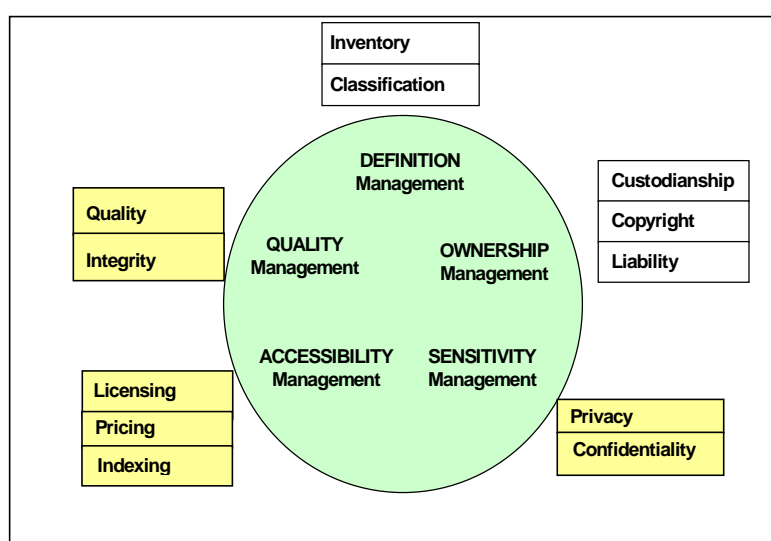 Inventory
Classification
DEFINITION
Management
Custodianship
Copyright
Liability
Quality
Integrity
QUALITY
Management
OWNERSHIP
Management
ACCESSIBILITY
Management
SENSITIVITY
Management
Licensing
Pricing
Indexing
Privacy
Confidentiality